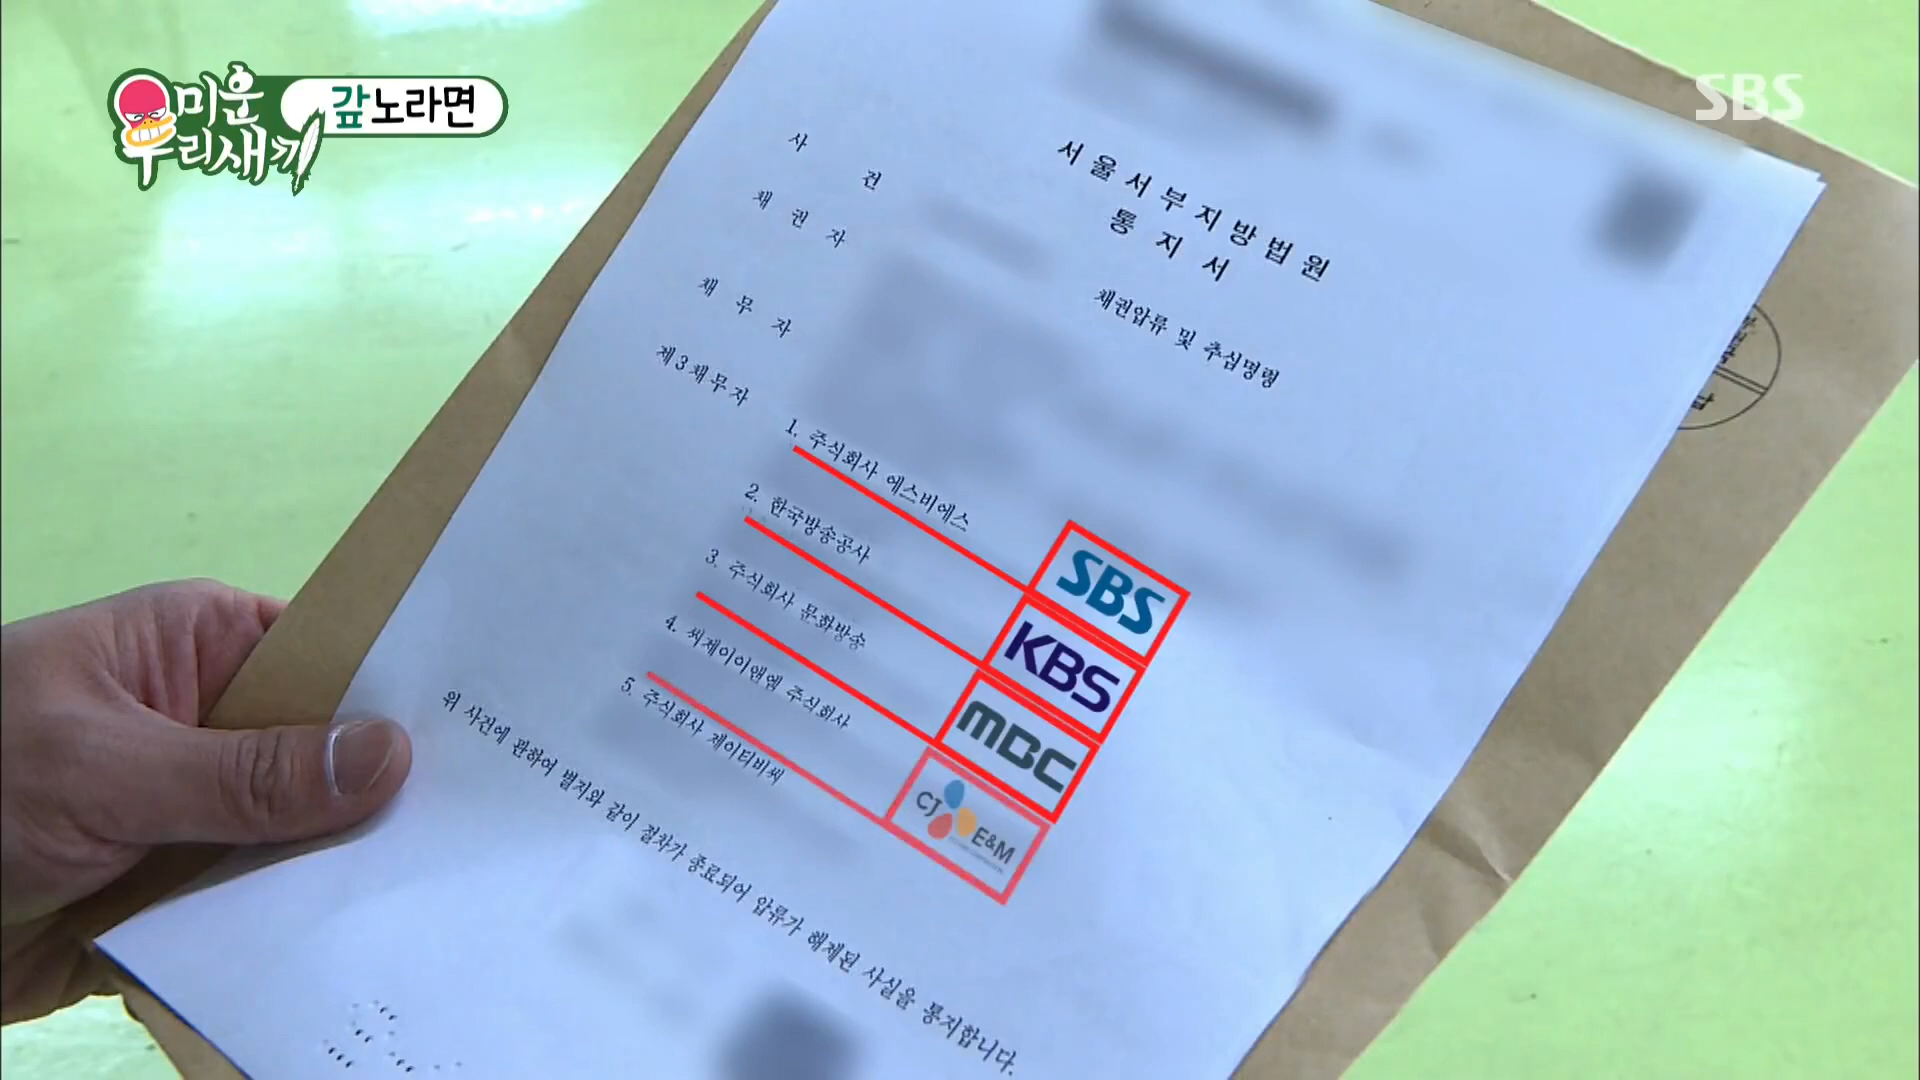 미운
우리새끼
갚노라면
SBS
서울서부지방법원
통지서
사건
채권압류 및 추심명령
채권자
채무자
제3채무자
1. 주식회사 에스비에스
SBS
2. 한국방송공사
KBS
3. 주식회사 문화방송
MBC
4. 씨제이이앤엠 주식회사
CJ E&M
5. 주식회사 제이티비씨
위 사건에 관하여 별지와 같이 절차가 종료되어 압류가 해제된 사실을 통지합니다.